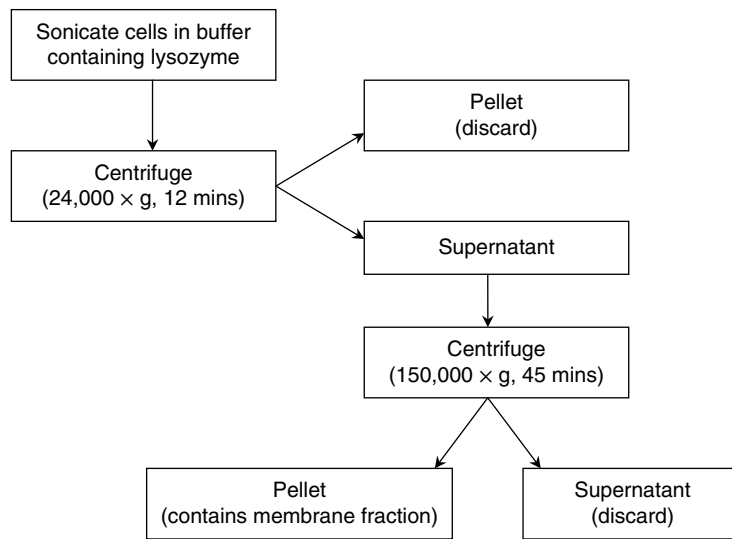 Sonicate cells in buffer
containing lysozyme
Pellet
(discard)
Centrifuge
(24,000 × g, 12 mins)
Supernatant
Centrifuge
(150,000 × g, 45 mins)
Pellet
(contains membrane fraction)
Supernatant
(discard)